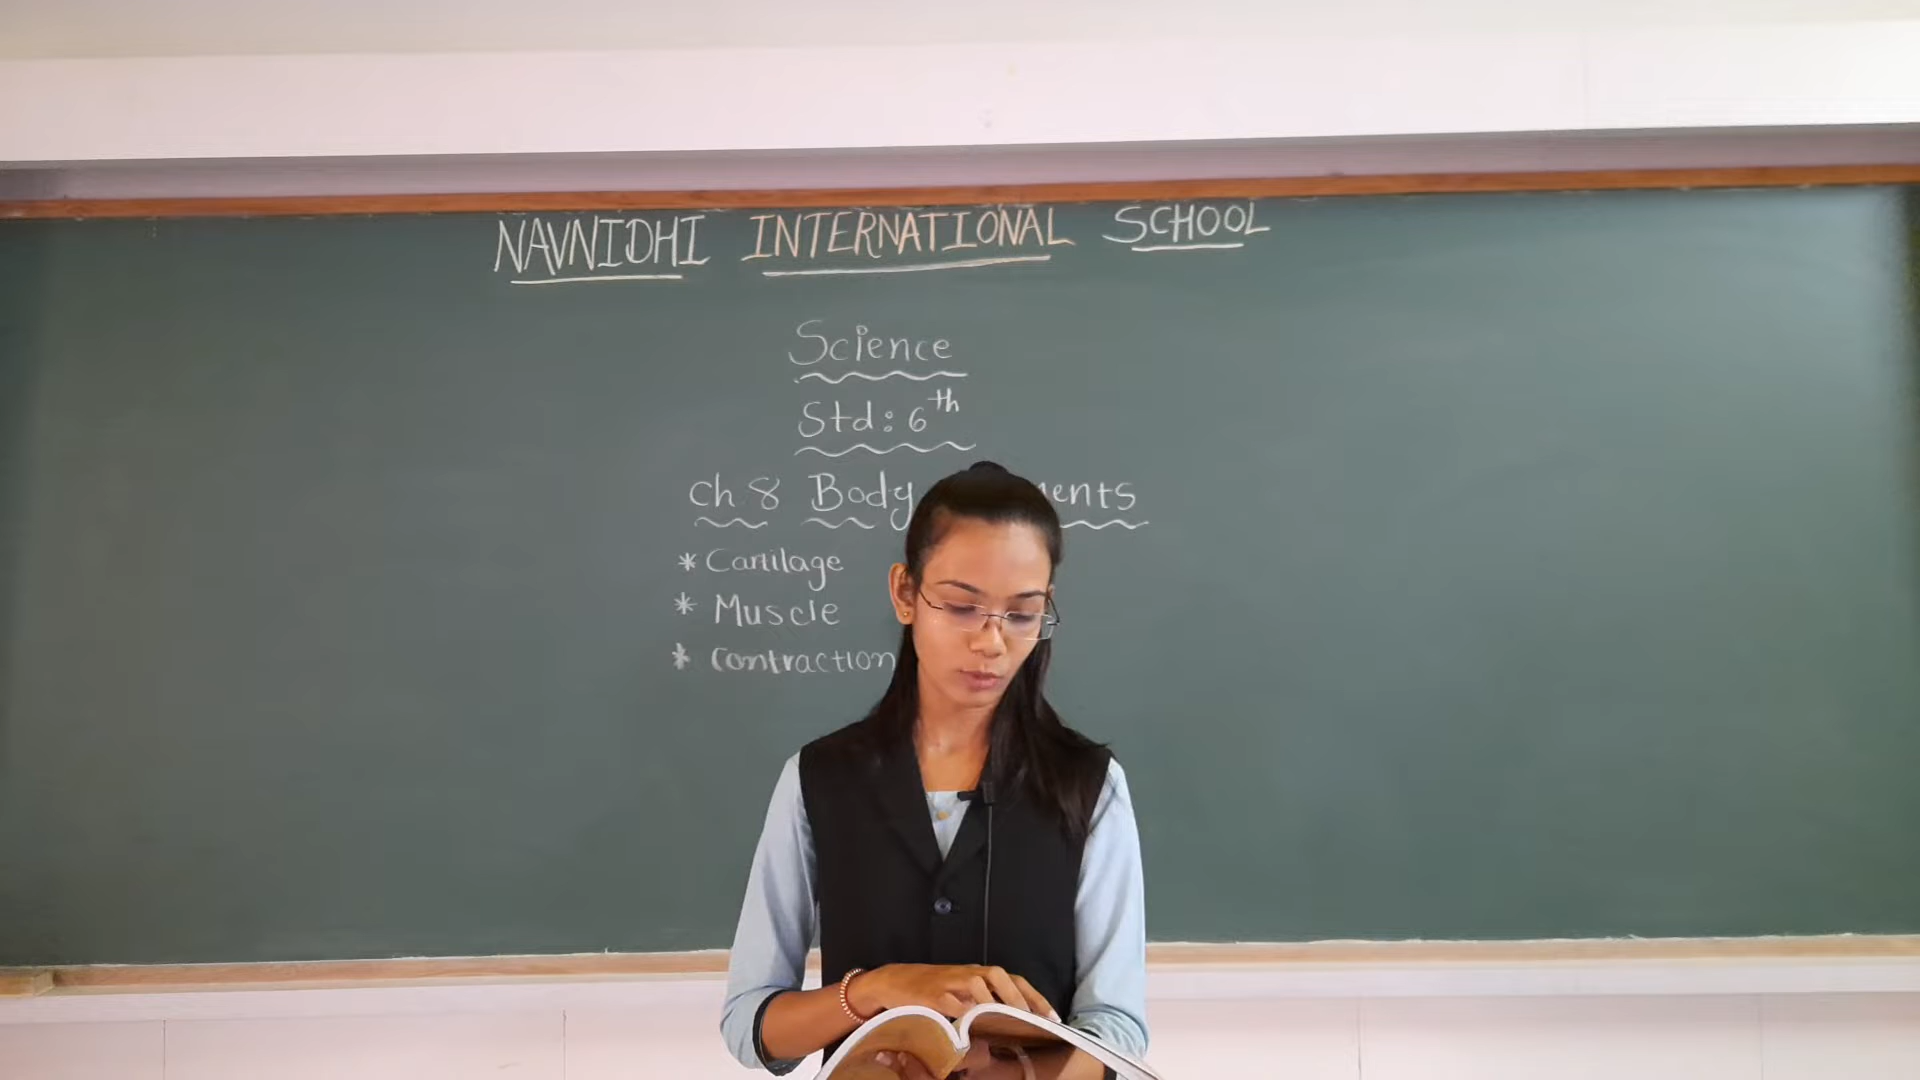 NAVNIDHI INTERNATIONAL SCHOOL
Science
Std: 6th
Ch 8 Body
* Cartilage
* Muscle
* Contraction